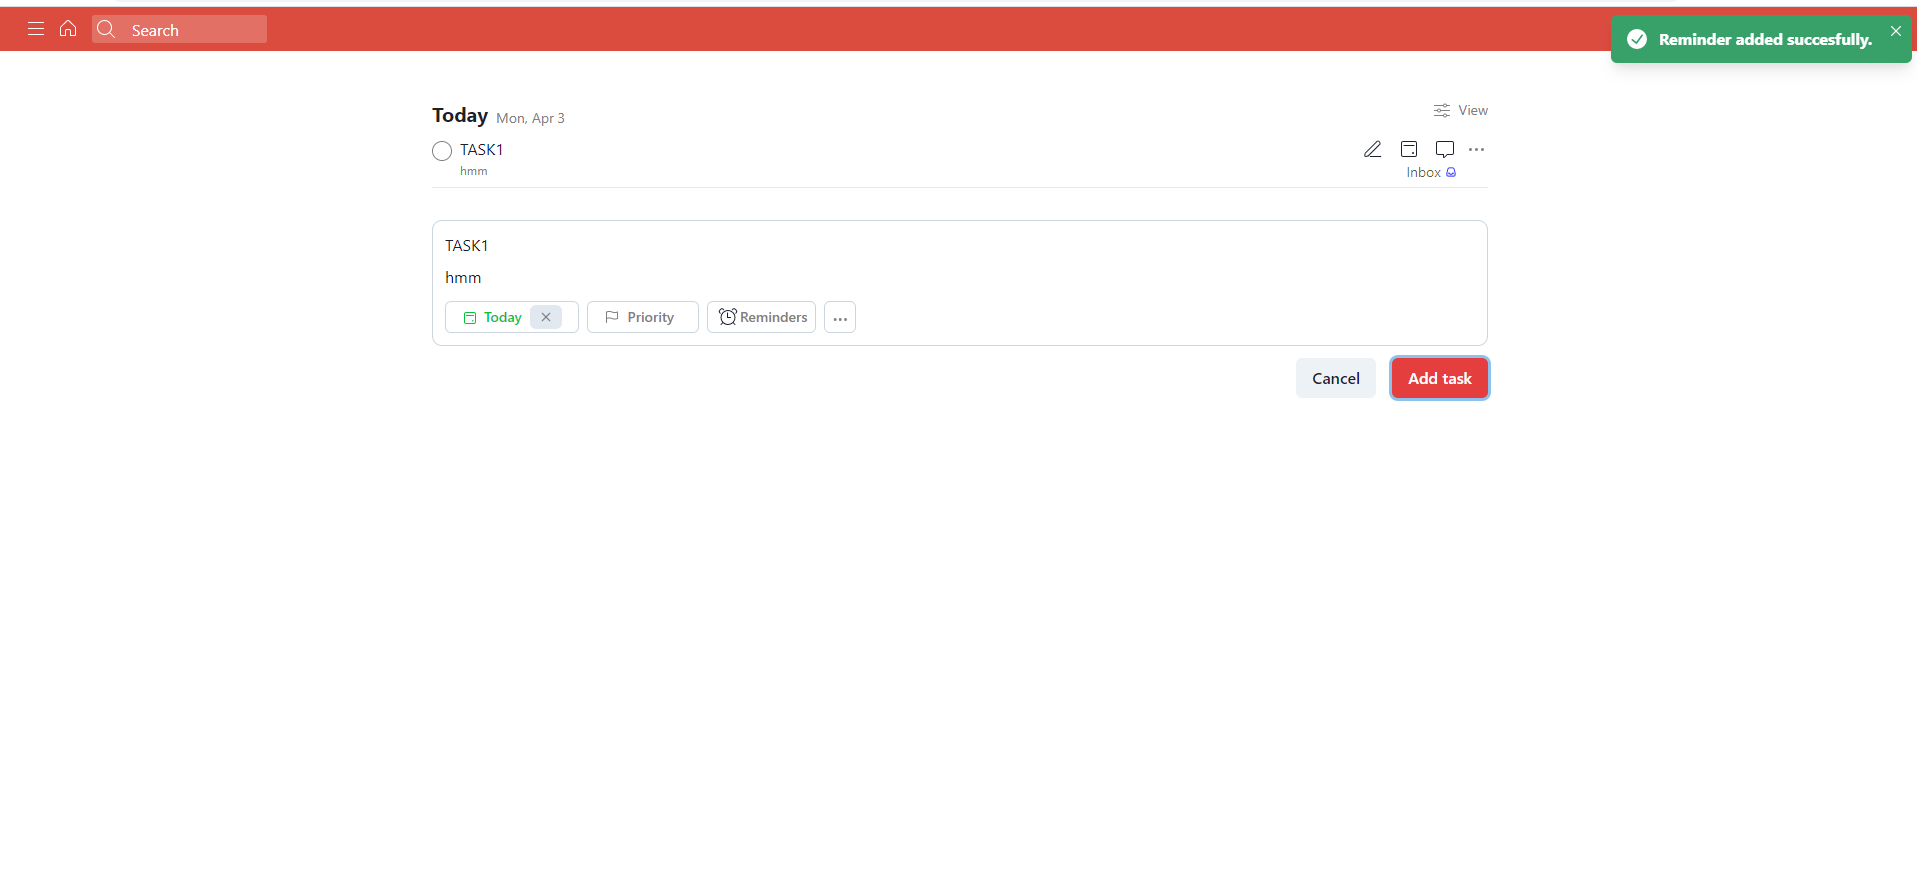 Search
Reminder added succesfully.
Today Mon, Apr 3
View
TASK1
hmm
Inbox
TASK1
hmm
Today
Priority
Reminders
...
Cancel
Add task